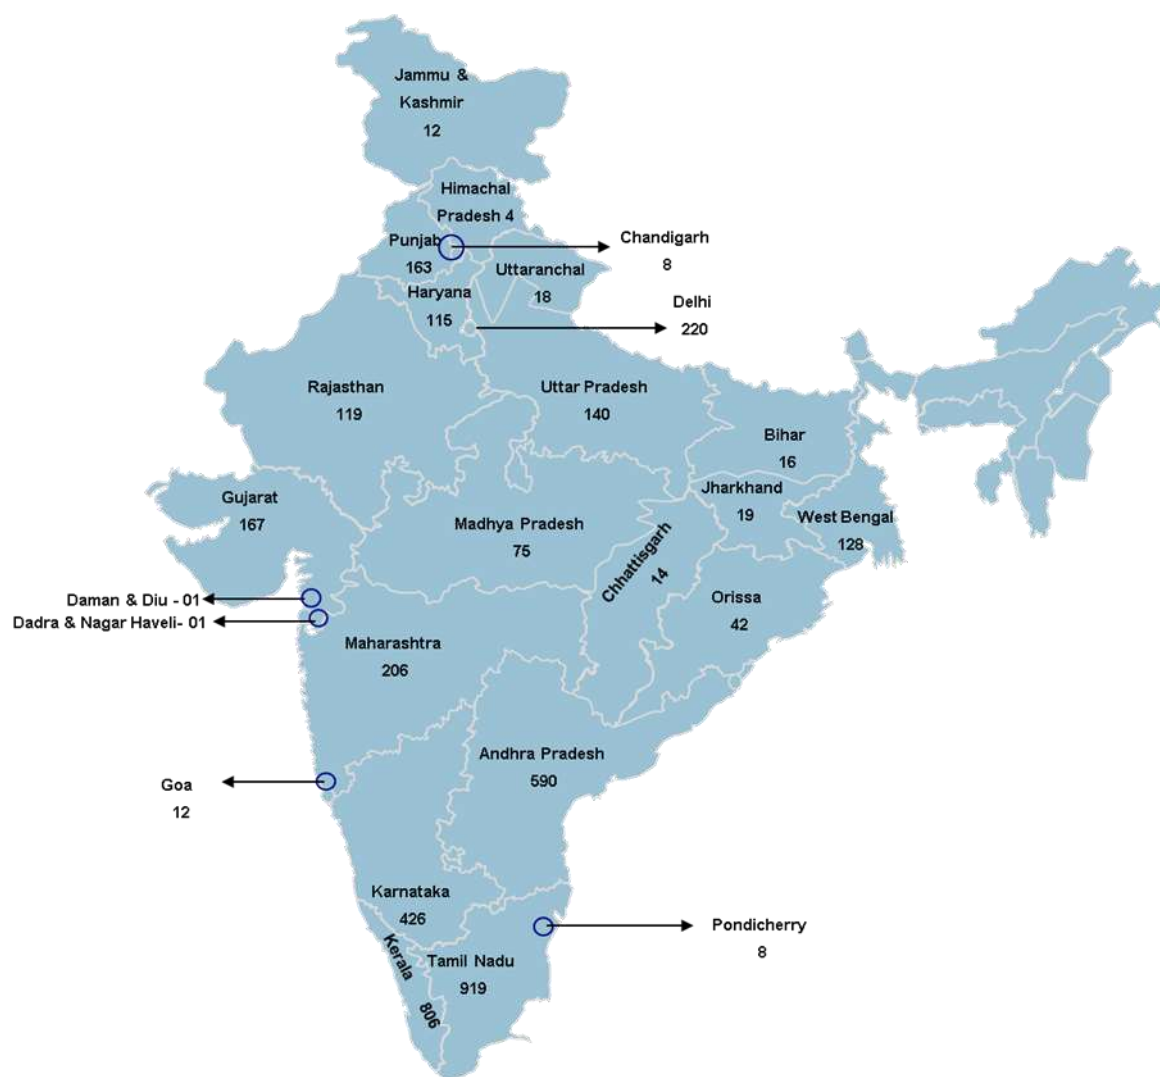 Jammu &
Kashmir
12
Himachal
Pradesh 4
Punjab
163
Chandigarh
8
Uttaranchal
18
Haryana
115
Delhi
220
Rajasthan
119
Uttar Pradesh
140
Bihar
16
Gujarat
167
Madhya Pradesh
75
Jharkhand
19
West Bengal
128
Chhattisgarh
14
Orissa
42
Daman & Diu - 01
Dadra & Nagar Haveli- 01
Maharashtra
206
Andhra Pradesh
590
Goa
12
Karnataka
426
Pondicherry
8
Kerala
806
Tamil Nadu
919